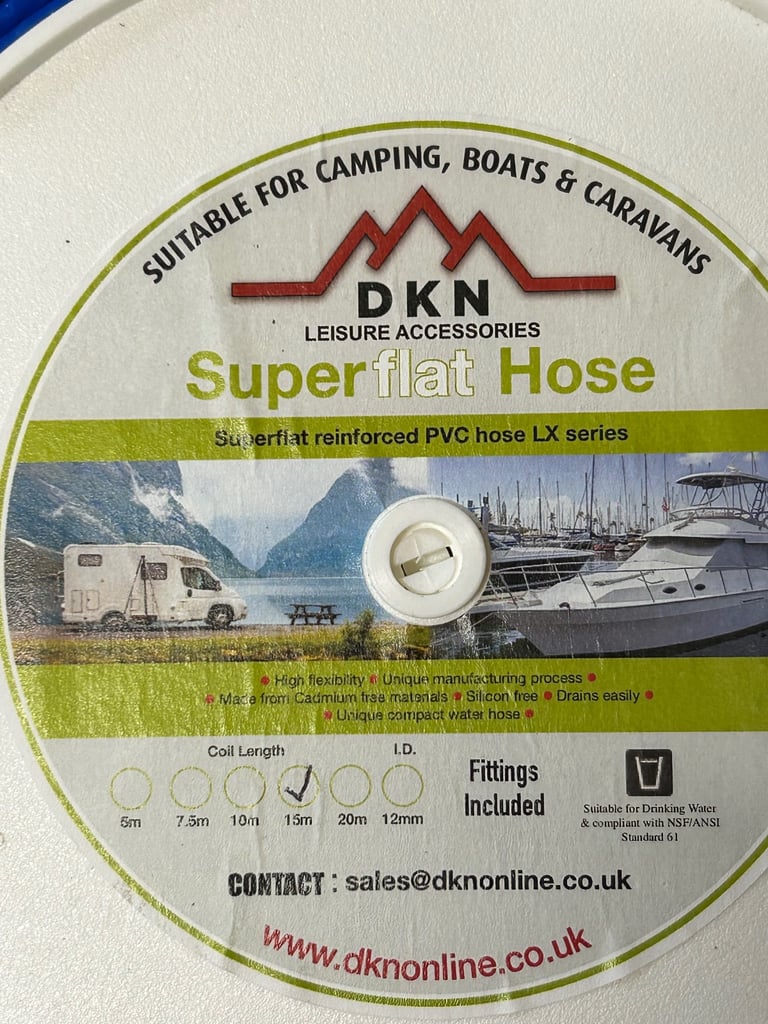 SUITABLE FOR CAMPING, BOATS & CARAVANS
DKN
LEISURE ACCESSORIES
Superflat Hose
Superflat reinforced PVC hose LX series
• High flexibility • Unique manufacturing process •
• Made from Cadmium free materials • Silicon free • Drains easily •
• Unique compact water hose •
Coil Length I.D.
5m 7.5m 10m 15m 20m 12mm
Fittings
Included
Suitable for Drinking Water
& compliant with NSF/ANSI
Standard 61
CONTACT : sales@dknonline.co.uk
www.dknonline.co.uk